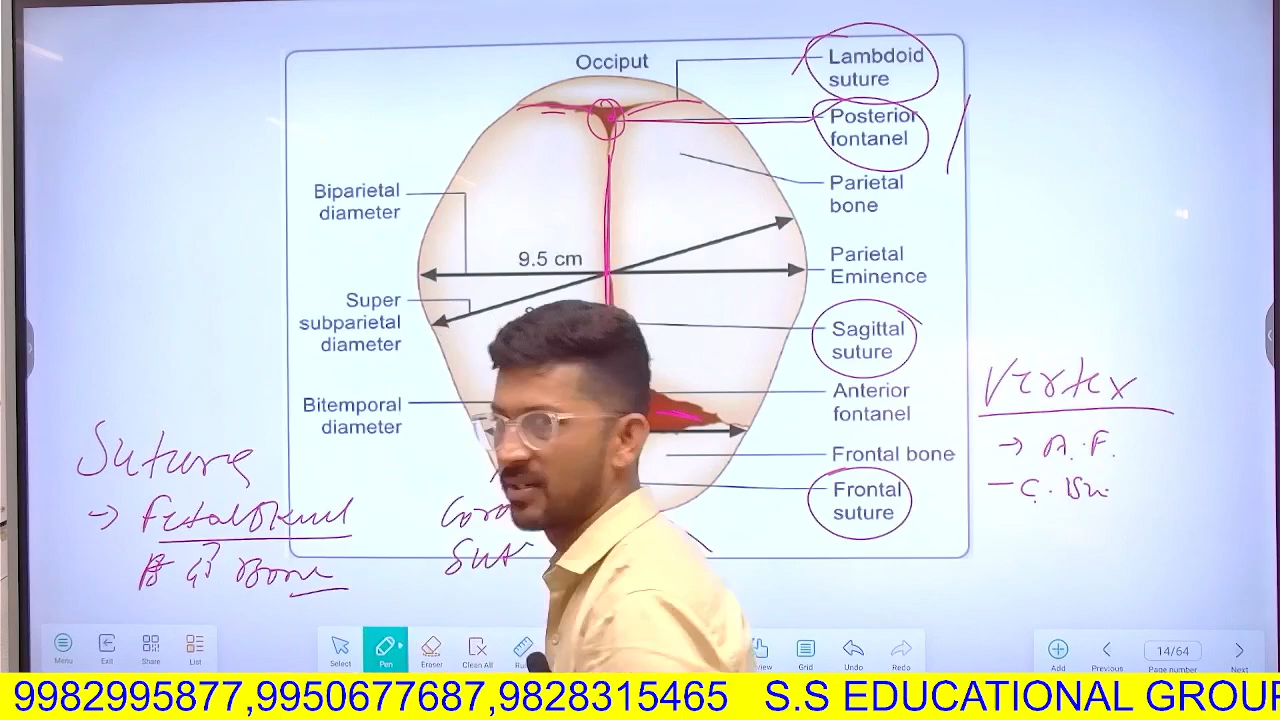 Occiput
Lambdoid
suture
Posterior
fontanel
Biparietal
diameter
Parietal
bone
9.5 cm
Parietal
Eminence
Super
subparietal
diameter
Sagittal
suture
Bitemporal
diameter
Anterior
fontanel
Frontal bone
Frontal
suture
Vertex
→ A.F.
Suture
→ Fetal Skull
Bone
Menu
Exit
Share
List
Select
Pen
Eraser
Clean All
Grid
Undo
Redo
Add
Previous
14/64
Page number
Next
9982995877,9950677687,9828315465 S.S EDUCATIONAL GROUP